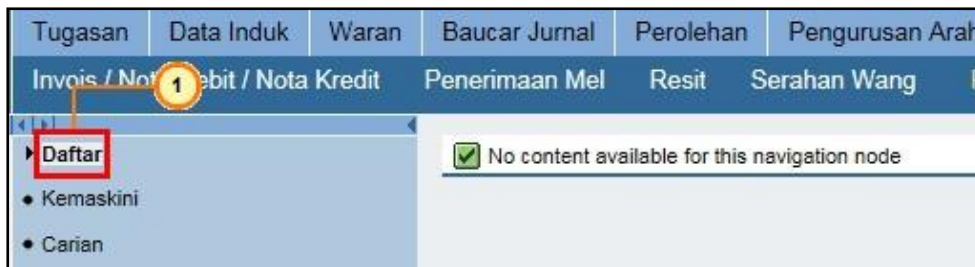 Tugasan Data Induk Waran Baucar Jurnal Perolehan Pengurusan Arah
Invois / Not 1 ebit / Nota Kredit Penerimaan Mel Resit Serahan Wang
Daftar
No content available for this navigation node
Kemaskini
Carian